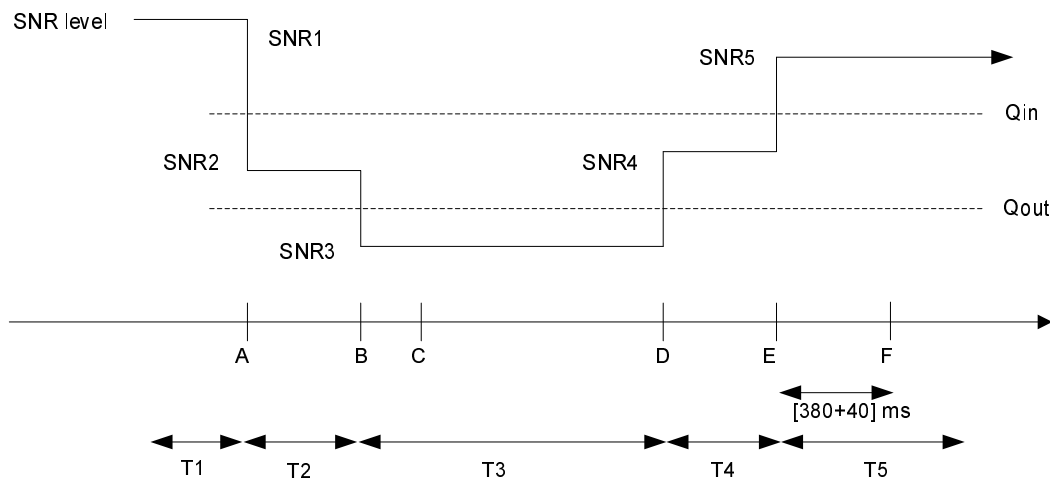 SNR level
SNR1
SNR5
Qin
SNR2
SNR4
Qout
SNR3
A
B
C
D
E
F
[380+40] ms
T1
T2
T3
T4
T5